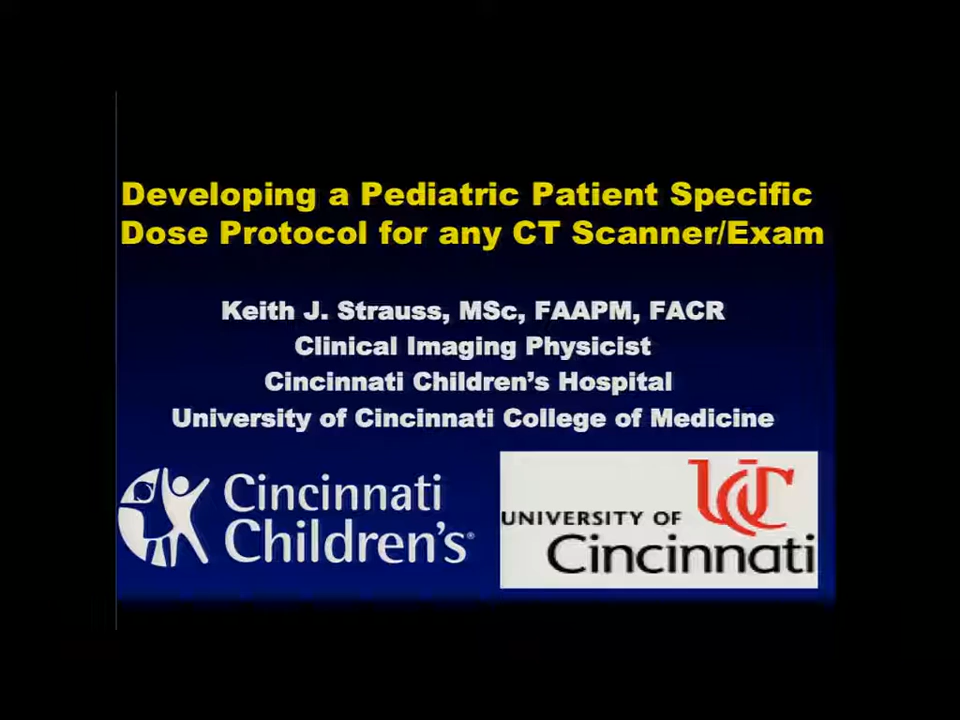 Developing a Pediatric Patient Specific
Dose Protocol for any CT Scanner/Exam
Keith J. Strauss, MSc, FAAPM, FACR
Clinical Imaging Physicist
Cincinnati Children's Hospital
University of Cincinnati College of Medicine
Cincinnati
Children's®
UC
UNIVERSITY OF
Cincinnati